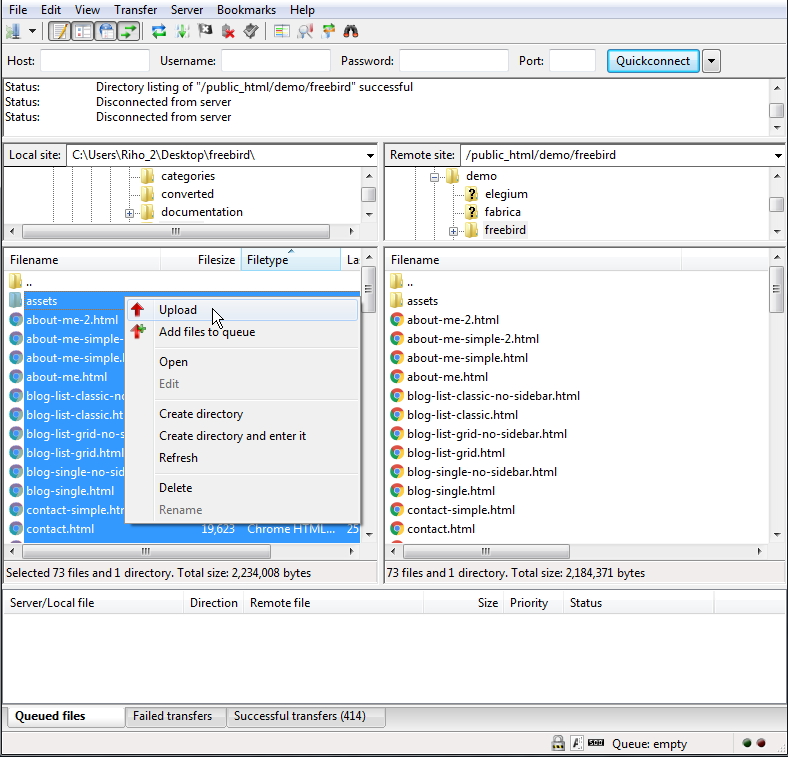 File Edit View Transfer Server Bookmarks Help
Host: Username: Password: Port: Quickconnect
Status: Directory listing of "/public_html/demo/freebird" successful
Status: Disconnected from server
Status: Disconnected from server
Local site: C:\Users\Riho_2\Desktop\freebird\
categories
converted
documentation
Remote site: /public_html/demo/freebird
demo
elegium
fabrica
freebird
Filename Filesize Filetype La
..
assets
about-me-2.html
about-me-simple-
about-me-simple.
about-me.html
blog-list-classic-no
blog-list-classic.ht
blog-list-grid-no-s
blog-list-grid.html
blog-single-no-sid
blog-single.html
contact-simple.htm
contact.html 19,623 Chrome HTML... 25
Upload
Add files to queue
Open
Edit
Create directory
Create directory and enter it
Refresh
Delete
Rename
Selected 73 files and 1 directory. Total size: 2,234,008 bytes
Filename
..
assets
about-me-2.html
about-me-simple-2.html
about-me-simple.html
about-me.html
blog-list-classic-no-sidebar.html
blog-list-classic.html
blog-list-grid-no-sidebar.html
blog-list-grid.html
blog-single-no-sidebar.html
blog-single.html
contact-simple.html
contact.html
73 files and 1 directory. Total size: 2,184,371 bytes
Server/Local file Direction Remote file Size Priority Status
Queued files Failed transfers Successful transfers (414)
Queue: empty